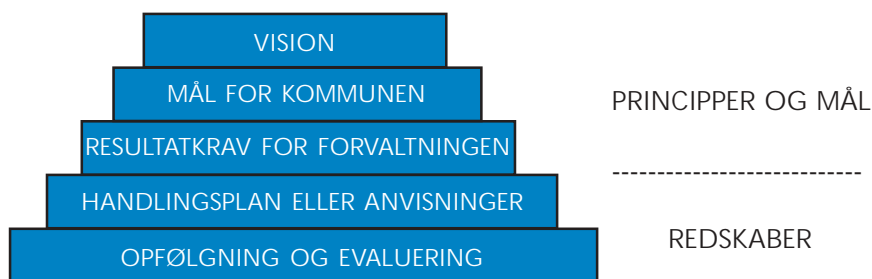 VISION
MÅL FOR KOMMUNEN
PRINCIPPER OG MÅL
RESULTATKRAV FOR FORVALTNINGEN
HANDLINGSPLAN ELLER ANVISNINGER
REDSKABER
OPFØLGNING OG EVALUERING